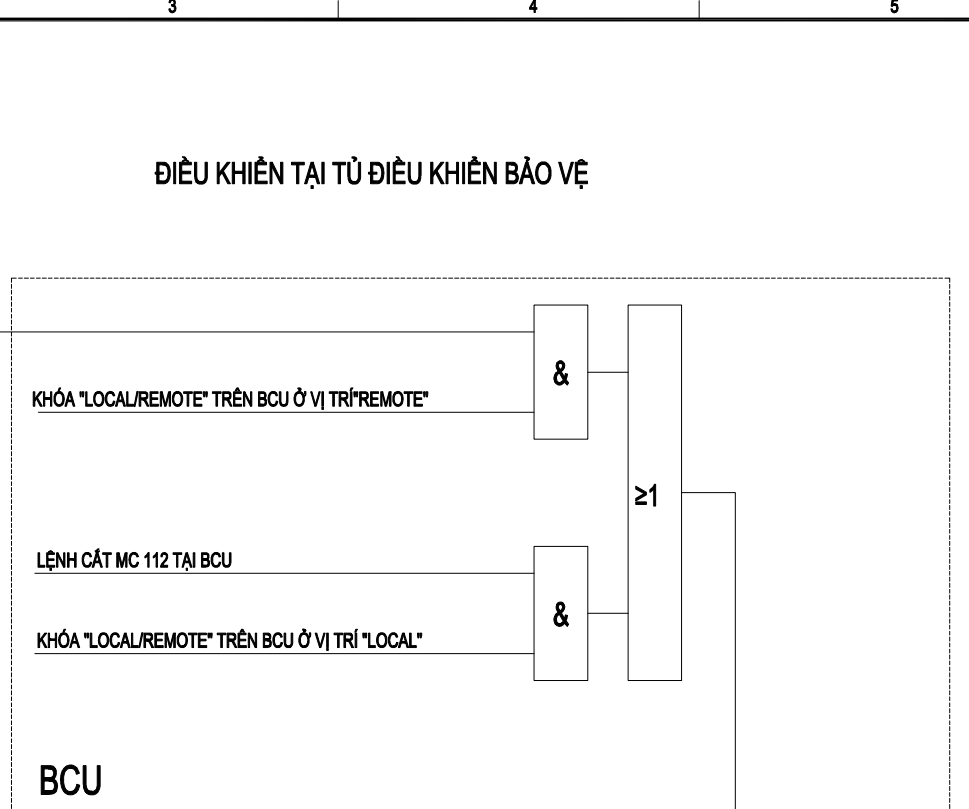 3 4 5
ĐIỀU KHIỂN TẠI TỦ ĐIỀU KHIỂN BẢO VỆ
&
KHÓA "LOCAL/REMOTE" TRÊN BCU Ở VỊ TRÍ"REMOTE"
≥1
LỆNH CẮT MC 112 TẠI BCU
&
KHÓA "LOCAL/REMOTE" TRÊN BCU Ở VỊ TRÍ "LOCAL"
BCU